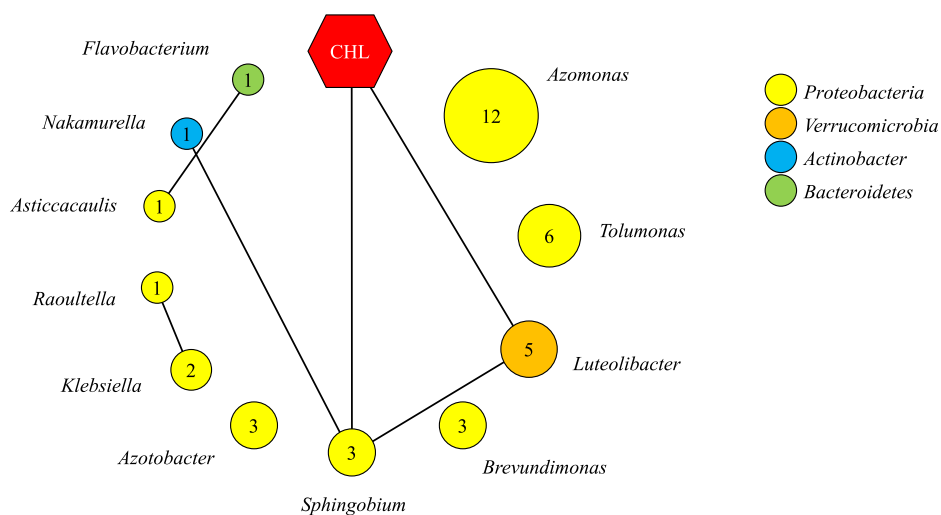 CHL
Flavobacterium
1
Azomonas
12
Nakamurella
1
Asticcacaulis
1
Tolumonas
6
Raoultella
1
Luteolibacter
5
Klebsiella
2
Azotobacter
3
Sphingobium
3
Brevundimonas
3
Proteobacteria
Verrucomicrobia
Actinobacter
Bacteroidetes